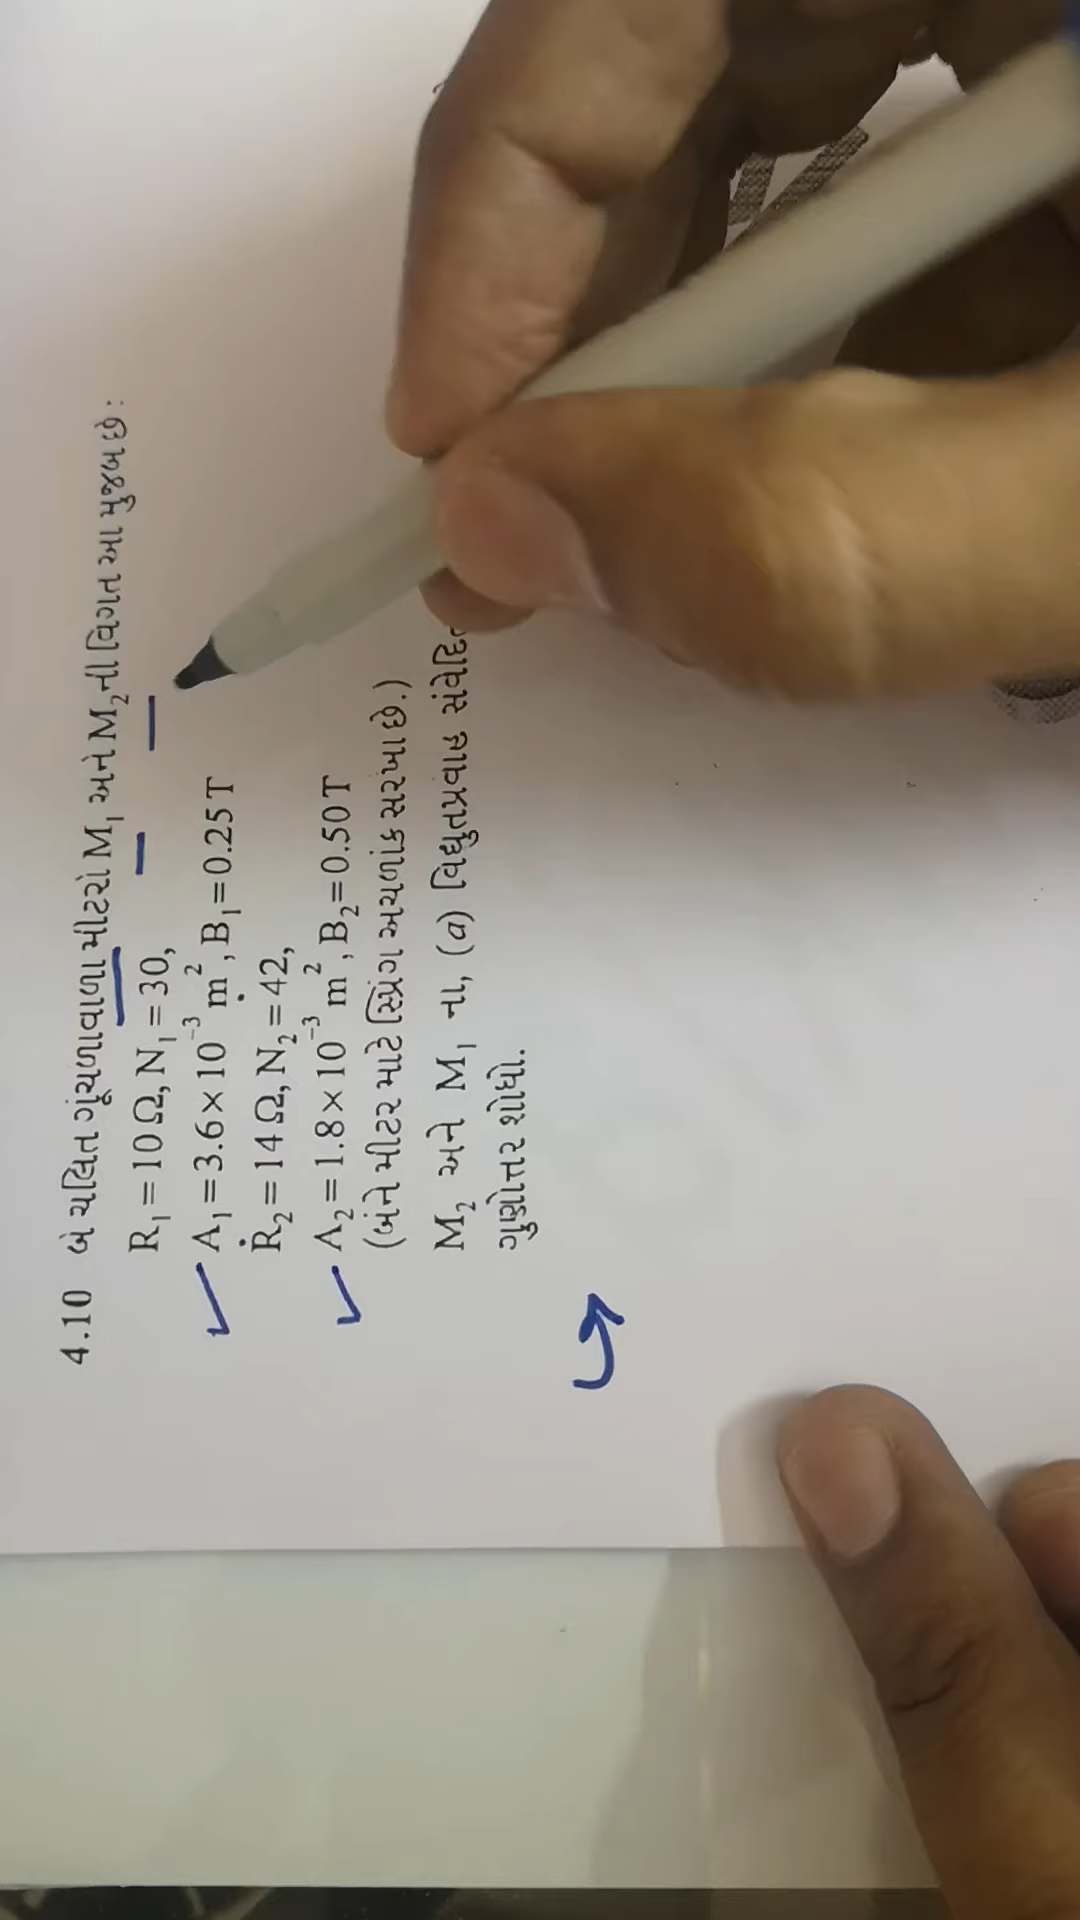 4.10 બે ચલિત ગૂંચળાવાળા મીટરો M₁ અને M₂ની વિગત આ મુજબ છે :
R₁ = 10 Ω, N₁ = 30,
A₁ = 3.6 × 10⁻³ m², B₁ = 0.25 T
R₂ = 14 Ω, N₂ = 42,
A₂ = 1.8 × 10⁻³ m², B₂ = 0.50 T
(બંને મીટર માટે સ્પ્રિંગ અચળાંક સરખા છે.)
M₂ અને M₁ ના, (a) વિદ્યુતપ્રવાહ
ગુણોત્તર શોધો.